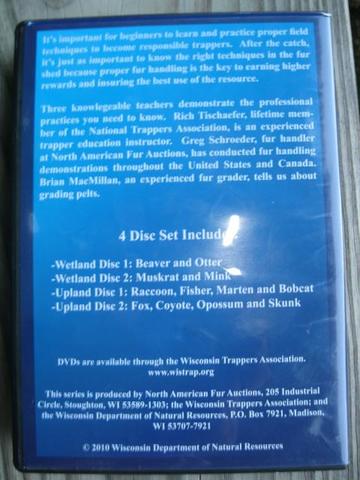 It's important for beginners to learn and practice proper field
techniques to become responsible trappers. After the catch,
it's just as important to know the right techniques in the fur
shed because proper fur handling is the key to earning higher
rewards and insuring the best use of the resource.
Three knowlegeable teachers demonstrate the professional
practices you need to know. Rich Tischaefer, lifetime mem-
ber of the National Trappers Association, is an experienced
trapper education instructor. Greg Schroeder, fur handler
at North American Fur Auctions, has conducted fur handling
demonstrations throughout the United States and Canada.
Brian MacMillan, an experienced fur grader, tells us about
grading pelts.
4 Disc Set Includes:
-Wetland Disc 1: Beaver and Otter
-Wetland Disc 2: Muskrat and Mink
-Upland Disc 1: Raccoon, Fisher, Marten and Bobcat
-Upland Disc 2: Fox, Coyote, Opossum and Skunk
DVDs are available through the Wisconsin Trappers Association.
www.wistrap.org
This series is produced by North American Fur Auctions, 205 Industrial
Circle, Stoughton, WI 53589-1303; the Wisconsin Trappers Association; and
the Wisconsin Department of Natural Resources, P.O. Box 7921, Madison,
WI 53707-7921
© 2010 Wisconsin Department of Natural Resources